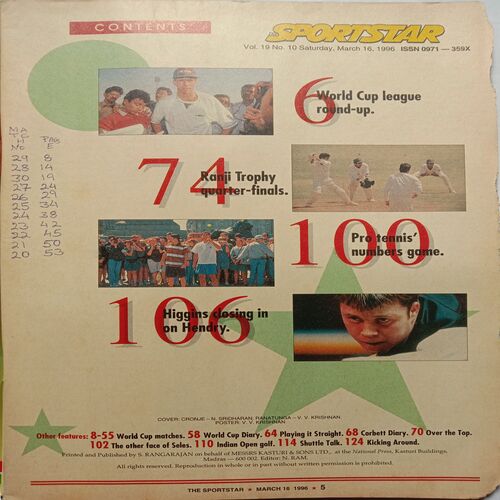 CONTENTS
SPORTSTAR
Vol. 19 No. 10 Saturday, March 16, 1996 ISSN 0971 — 359X
6
World Cup league
round-up.
MA
TC
H PAG
No E
29 8
28 14
30 19
27 24
26 29
25 34
24 38
23 42
22 45
21 50
20 53
74
Ranji Trophy
quarter-finals.
100
Pro tennis'
numbers game.
106
Higgins closing in
on Hendry.
COVER: CRONJE – N. SRIDHARAN, RANATUNGA – V. V. KRISHNAN.
POSTER: V. V. KRISHNAN
Other features: 8-55 World Cup matches. 58 World Cup Diary. 64 Playing it Straight. 68 Corbett Diary. 70 Over the Top.
102 The other face of Seles. 110 Indian Open golf. 114 Shuttle Talk. 124 Kicking Around.
Printed and Published by S. RANGARAJAN on behalf of MESSRS KASTURI & SONS LTD., at the National Press, Kasturi Buildings,
Madras — 600 002. Editor: N. RAM.
All rights reserved. Reproduction in whole or in part without written permission is prohibited.
THE SPORTSTAR ★ MARCH 16 1996 ★ 5